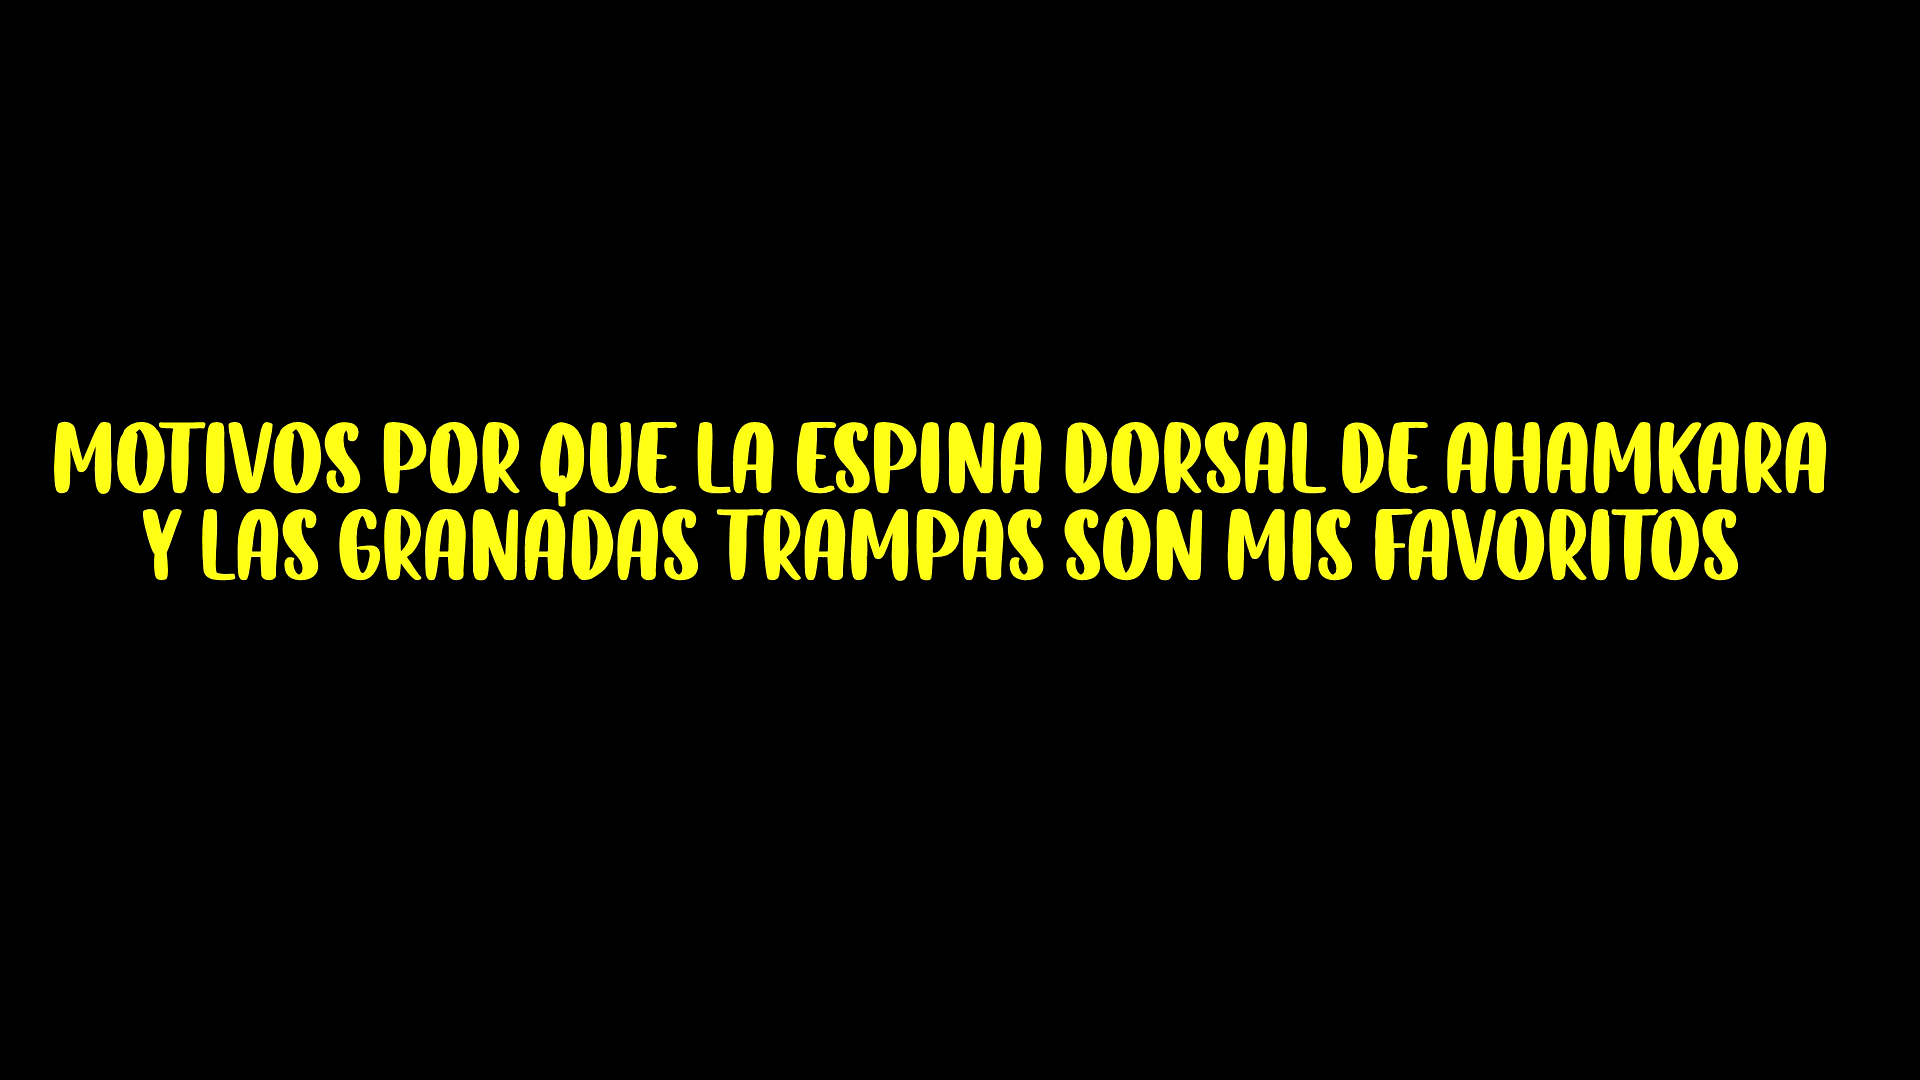 MOTIVOS POR QUE LA ESPINA DORSAL DE AHAMKARA
Y LAS GRANADAS TRAMPAS SON MIS FAVORITOS